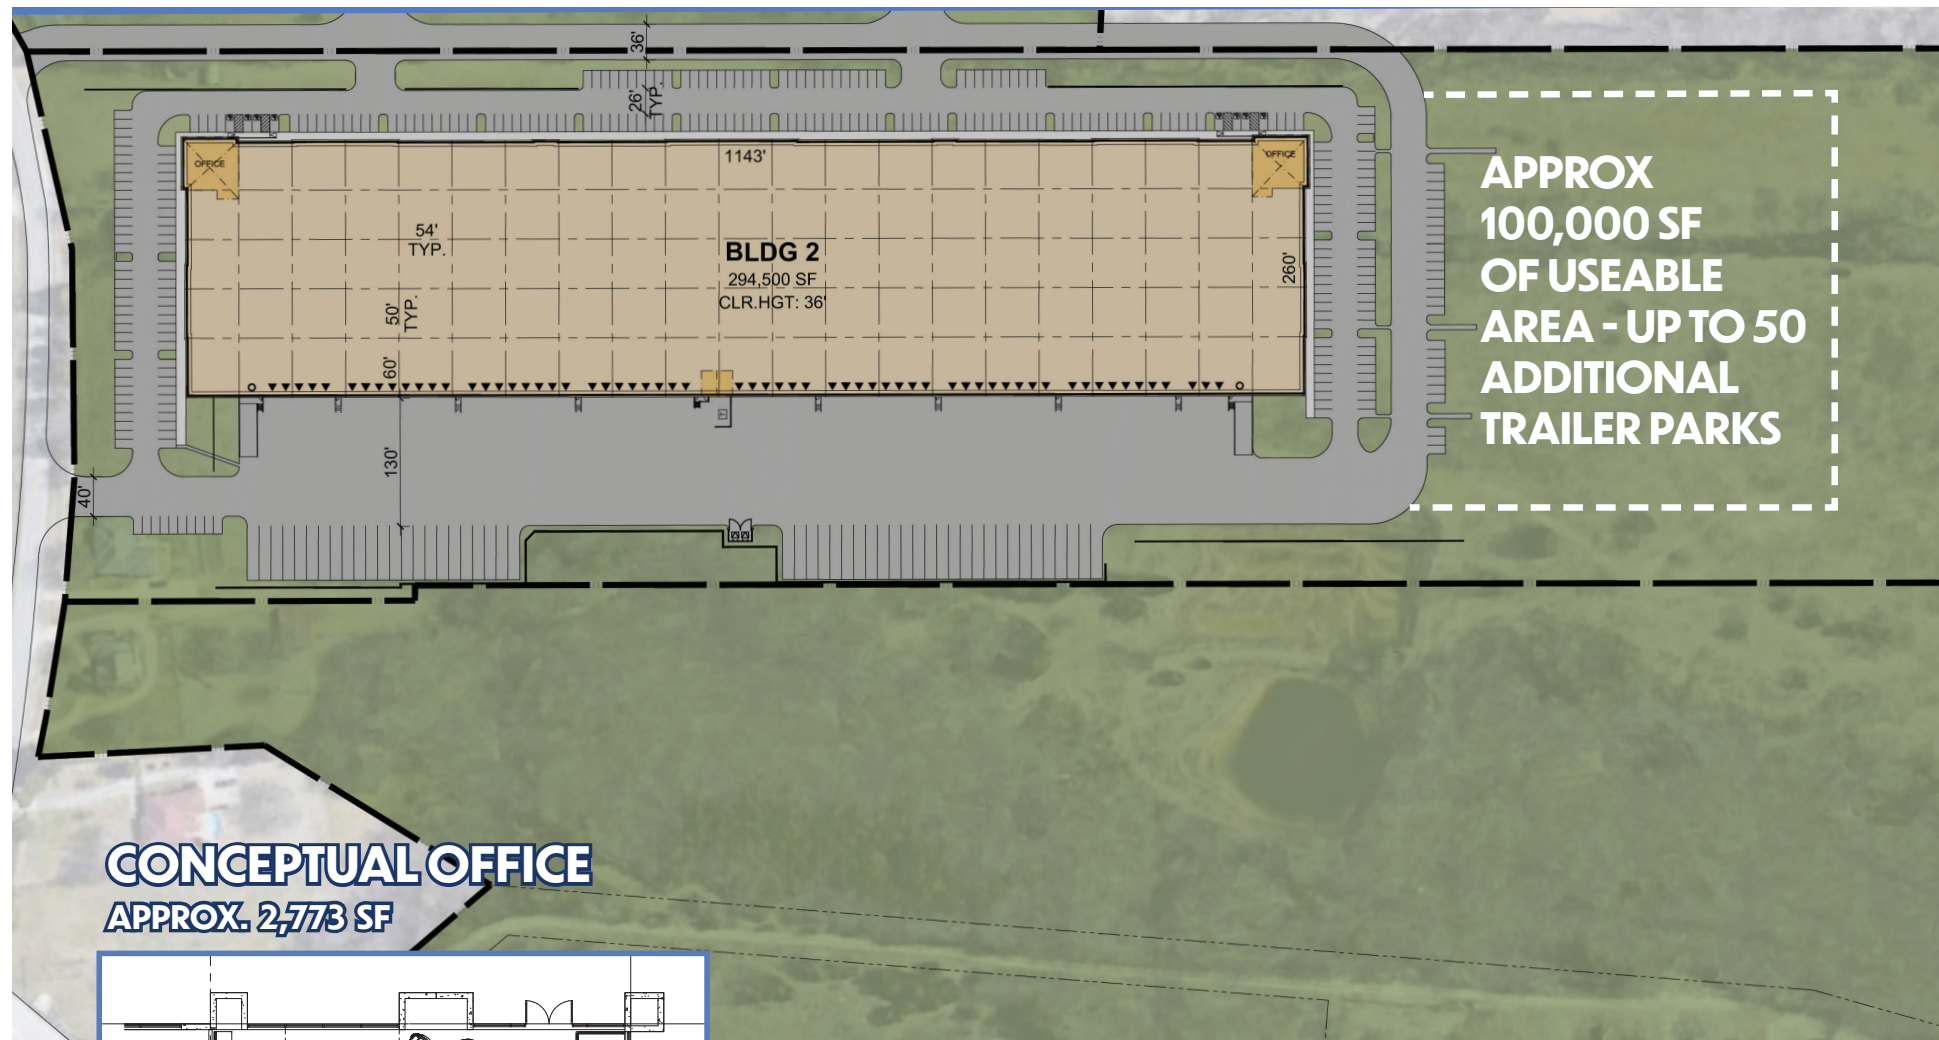 36'
26'
TYP.
OFFICE
1143'
OFFICE
54'
TYP.
BLDG 2
294,500 SF
CLR.HGT: 36'
260'
50'
TYP.
60'
130'
40'
APPROX
100,000 SF
OF USEABLE
AREA - UP TO 50
ADDITIONAL
TRAILER PARKS
CONCEPTUAL OFFICE
APPROX. 2,773 SF